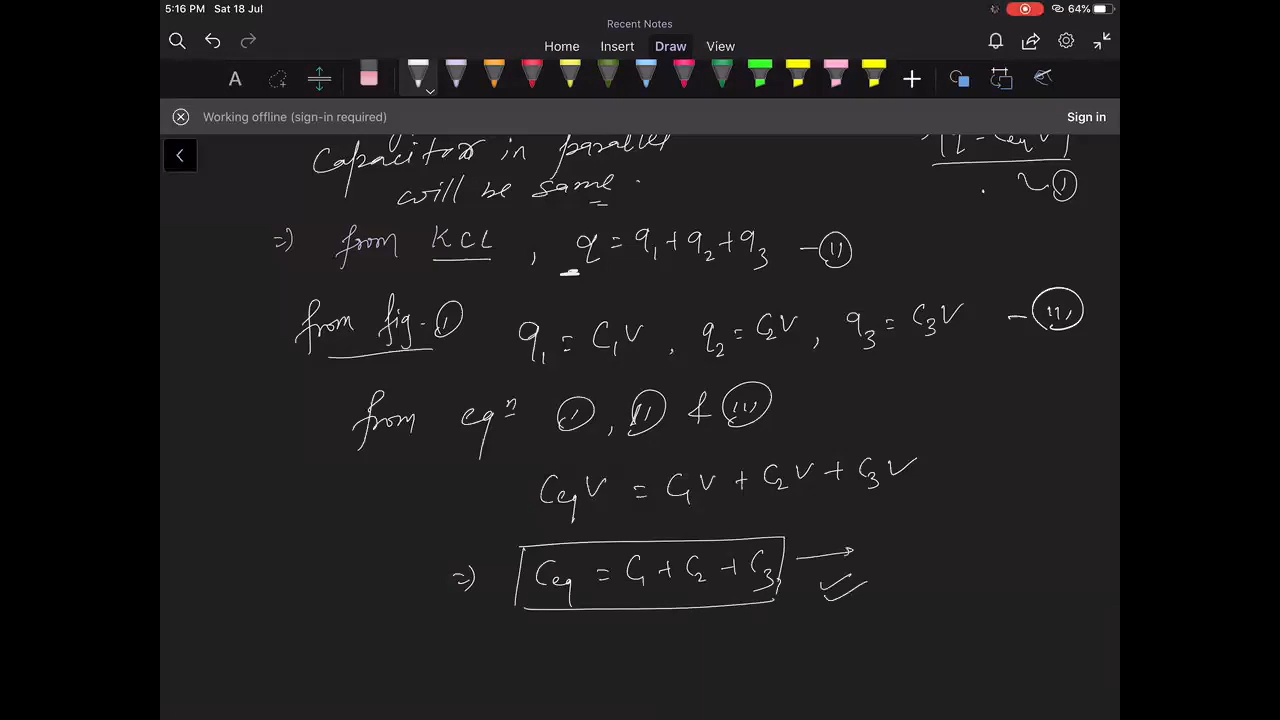 5:16 PM Sat 18 Jul
64%
Recent Notes
Home Insert Draw View
A
Working offline (sign-in required)
Sign in
Capacitor in parallel
will be same.
q = Ceq V
~ (i)
=) from KCL, q = q₁ + q₂ + q₃ - (ii)
from fig-(i) q₁ = C₁V, q₂ = C₂V, q₃ = C₃V - (iii)
from eqⁿ (i), (ii) & (iii)
Ceq V = C₁V + C₂V + C₃V
=) Ceq = C₁ + C₂ + C₃ →